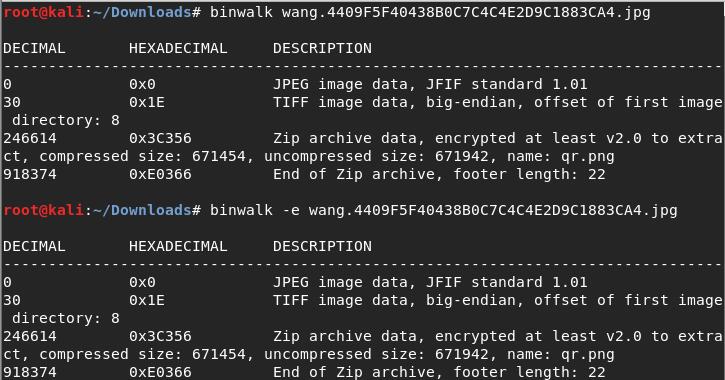 root@kali:~/Downloads# binwalk wang.4409F5F40438B0C7C4C4E2D9C1883CA4.jpg
DECIMAL       HEXADECIMAL     DESCRIPTION
--------------------------------------------------------------------------------
0             0x0             JPEG image data, JFIF standard 1.01
30            0x1E            TIFF image data, big-endian, offset of first image
 directory: 8
246614        0x3C356         Zip archive data, encrypted at least v2.0 to extra
ct, compressed size: 671454, uncompressed size: 671942, name: qr.png
918374        0xE0366         End of Zip archive, footer length: 22
root@kali:~/Downloads# binwalk -e wang.4409F5F40438B0C7C4C4E2D9C1883CA4.jpg
DECIMAL       HEXADECIMAL     DESCRIPTION
--------------------------------------------------------------------------------
0             0x0             JPEG image data, JFIF standard 1.01
30            0x1E            TIFF image data, big-endian, offset of first image
 directory: 8
246614        0x3C356         Zip archive data, encrypted at least v2.0 to extra
ct, compressed size: 671454, uncompressed size: 671942, name: qr.png
918374        0xE0366         End of Zip archive, footer length: 22